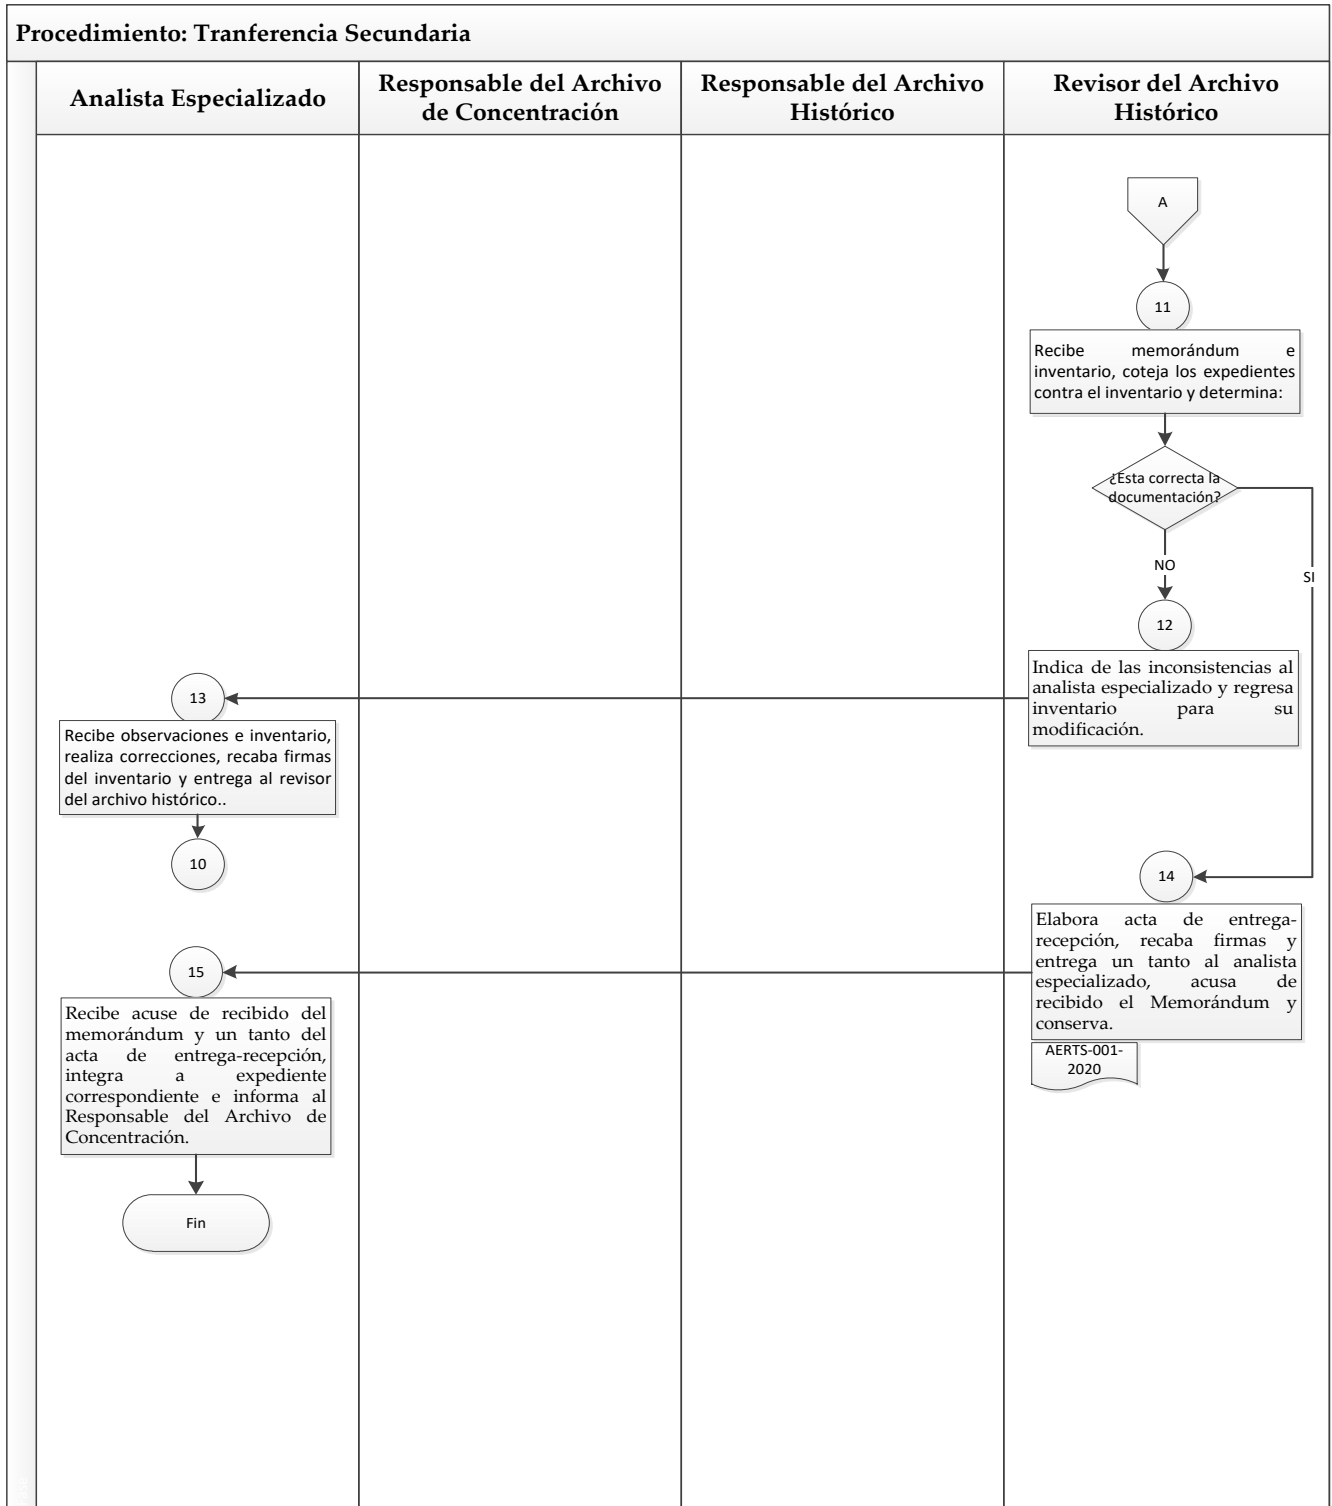 Procedimiento: Tranferencia Secundaria
Analista Especializado
Responsable del Archivo
de Concentración
Responsable del Archivo
Histórico
Revisor del Archivo
Histórico
A
11
Recibe memorándum e
inventario, coteja los expedientes
contra el inventario y determina:
¿Esta correcta la
documentación?
NO
SI
12
Indica de las inconsistencias al
analista especializado y regresa
inventario para su
modificación.
13
Recibe observaciones e inventario,
realiza correcciones, recaba firmas
del inventario y entrega al revisor
del archivo histórico..
10
14
Elabora acta de entrega-
recepción, recaba firmas y
entrega un tanto al analista
especializado, acusa de
recibido el Memorándum y
conserva.
AERTS-001-
2020
15
Recibe acuse de recibido del
memorándum y un tanto del
acta de entrega-recepción,
integra a expediente
correspondiente e informa al
Responsable del Archivo de
Concentración.
Fin